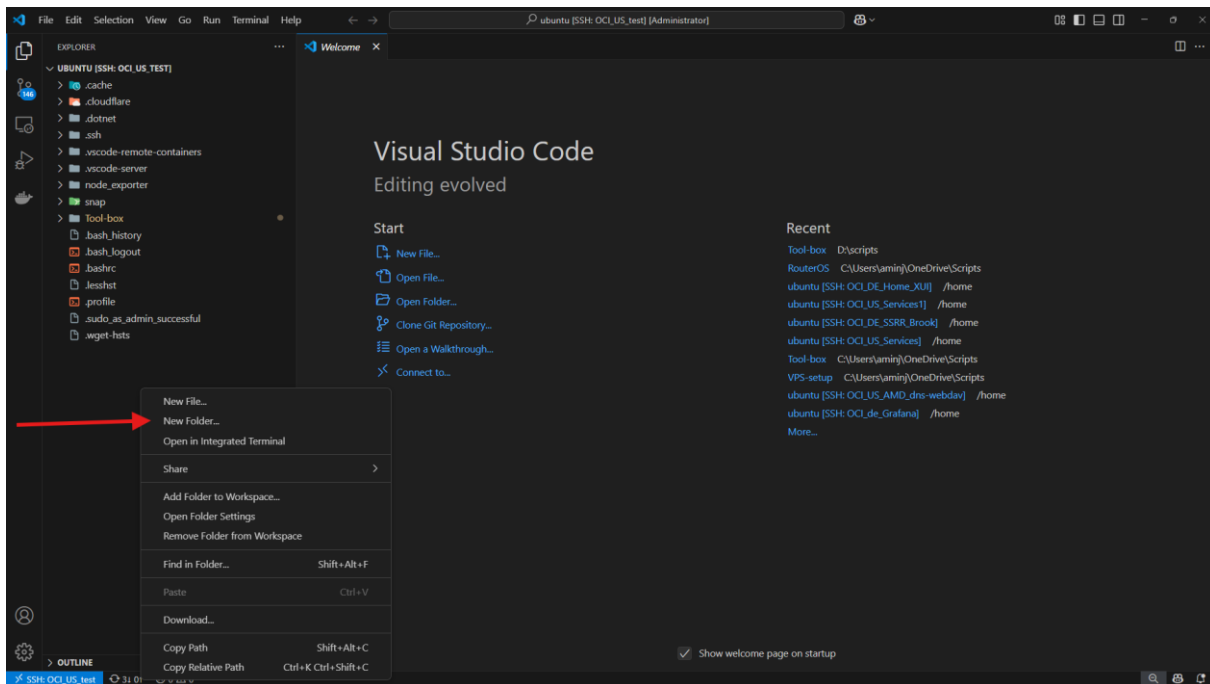 File Edit Selection View Go Run Terminal Help
ubuntu [SSH: OCI_US_test] [Administrator]
EXPLORER
Welcome
UBUNTU [SSH: OCI_US_TEST]
.cache
.cloudflare
.dotnet
.ssh
.vscode-remote-containers
.vscode-server
node_exporter
snap
Tool-box
.bash_history
.bash_logout
.bashrc
.lesshst
.profile
.sudo_as_admin_successful
.wget-hsts
146
Visual Studio Code
Editing evolved
Start
New File...
Open File...
Open Folder...
Clone Git Repository...
Open a Walkthrough...
Connect to...
Recent
Tool-box D:\scripts
RouterOS C:\Users\aminj\OneDrive\Scripts
ubuntu [SSH: OCI_DE_Home_XUI] /home
ubuntu [SSH: OCI_US_Services1] /home
ubuntu [SSH: OCI_DE_SSRR_Brook] /home
ubuntu [SSH: OCI_US_Services] /home
Tool-box C:\Users\aminj\OneDrive\Scripts
VPS-setup C:\Users\aminj\OneDrive\Scripts
ubuntu [SSH: OCI_US_AMD_dns-webdav] /home
ubuntu [SSH: OCI_de_Grafana] /home
More...
New File...
New Folder...
Open in Integrated Terminal
Share
Add Folder to Workspace...
Open Folder Settings
Remove Folder from Workspace
Find in Folder... Shift+Alt+F
Paste Ctrl+V
Download...
Copy Path Shift+Alt+C
Copy Relative Path Ctrl+K Ctrl+Shift+C
Show welcome page on startup
OUTLINE
SSH: OCI_US_test